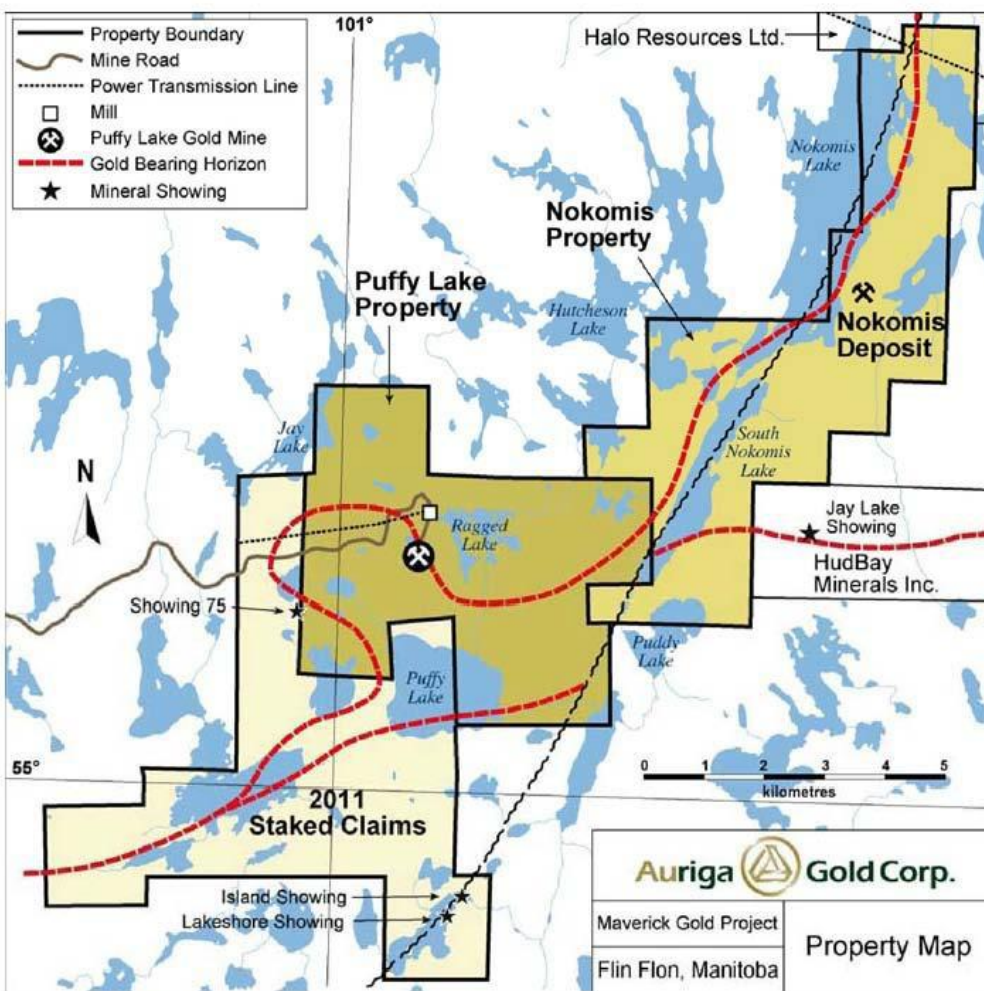 Property Boundary
Mine Road
Power Transmission Line
Mill
Puffy Lake Gold Mine
Gold Bearing Horizon
Mineral Showing
101°
Halo Resources Ltd.
Nokomis
Lake
Nokomis
Property
Puffy Lake
Property
Hutcheson
Lake
Nokomis
Deposit
Jay
Lake
South
Nokomis
Lake
N
Ragged
Lake
Jay Lake
Showing
HudBay
Minerals Inc.
Showing 75
Puddy
Lake
Puffy
Lake
55°
0 1 2 3 4 5
kilometres
2011
Staked Claims
Island Showing
Lakeshore Showing
Auriga Gold Corp.
Maverick Gold Project
Flin Flon, Manitoba
Property Map